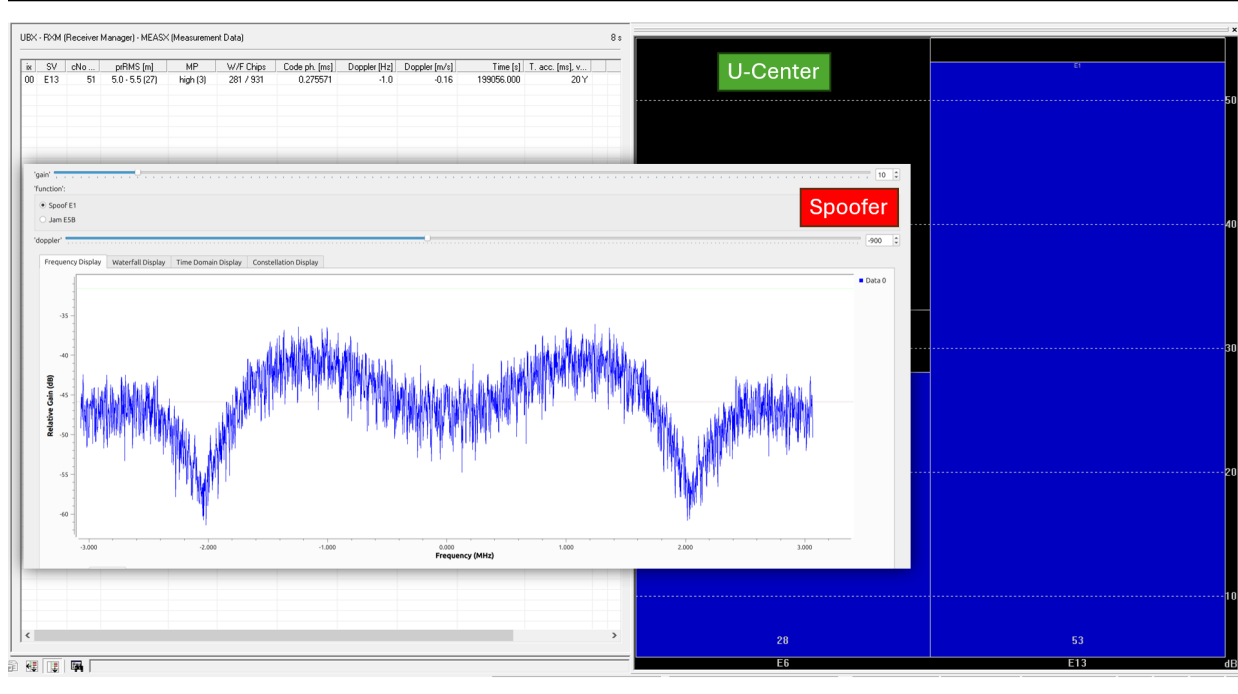 UBX - RXM (Receiver Manager) - MEASX (Measurement Data) 8 s
ix SV cNo ... prRMS [m] MP W/F Chips Code ph. [ms] Doppler [Hz] Doppler [m/s] Time [s] T. acc. [ms], v...
00 E13 51 5.0 - 5.5 (27) high (3) 281 / 931 0.275571 -1.0 -0.16 199056.000 20 Y
U-Center
E1
50
40
30
20
10
28 53
E6 E13 dB
'gain' 10
'function':
Spoof E1
Jam E5B
Spoofer
'doppler' -900
Frequency Display Waterfall Display Time Domain Display Constellation Display
Data 0
Relative Gain (dB)
-35
-40
-45
-50
-55
-60
-3.000 -2.000 -1.000 0.000 1.000 2.000 3.000
Frequency (MHz)